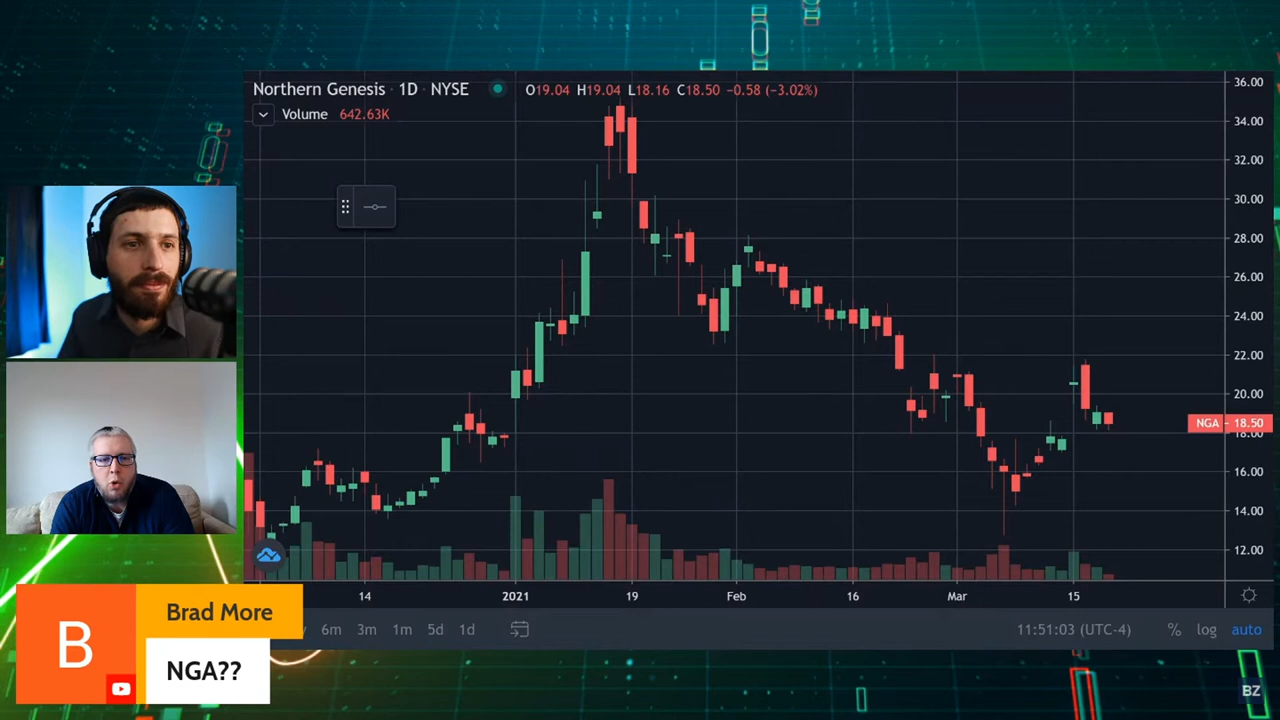 Northern Genesis · 1D · NYSE
O19.04 H19.04 L18.16 C18.50 −0.58 (−3.02%)
Volume 642.63K
36.00
34.00
32.00
30.00
28.00
26.00
24.00
22.00
20.00
NGA 18.50
18.00
16.00
14.00
12.00
14 2021 19 Feb 16 Mar 15
6m 3m 1m 5d 1d
11:51:03 (UTC-4) % log auto
B
Brad More
NGA??
BZ